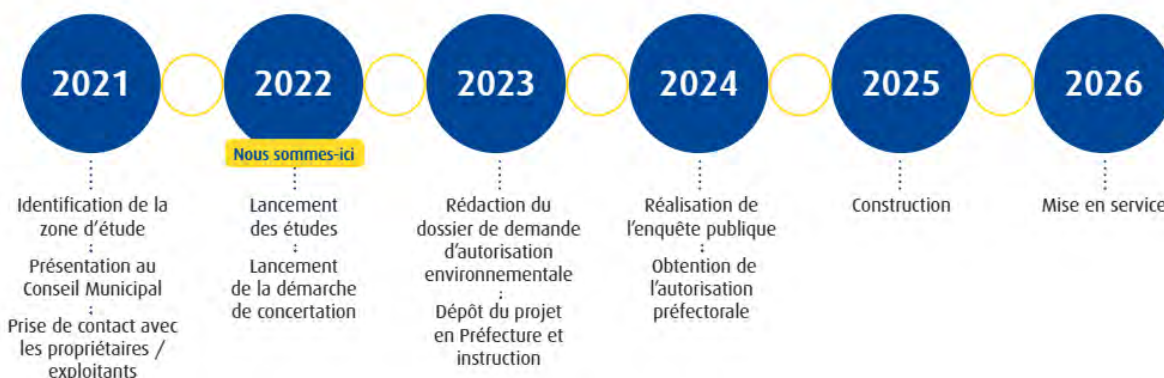 2021
2022
2023
2024
2025
2026
Nous sommes-ici
Identification de la
zone d'étude
Présentation au
Conseil Municipal
Prise de contact avec
les propriétaires /
exploitants
Lancement
des études
Lancement
de la démarche
de concertation
Rédaction du
dossier de demande
d'autorisation
environnementale
Dépôt du projet
en Préfecture et
instruction
Réalisation de
l'enquête publique
Obtention de
l'autorisation
préfectorale
Construction
Mise en service